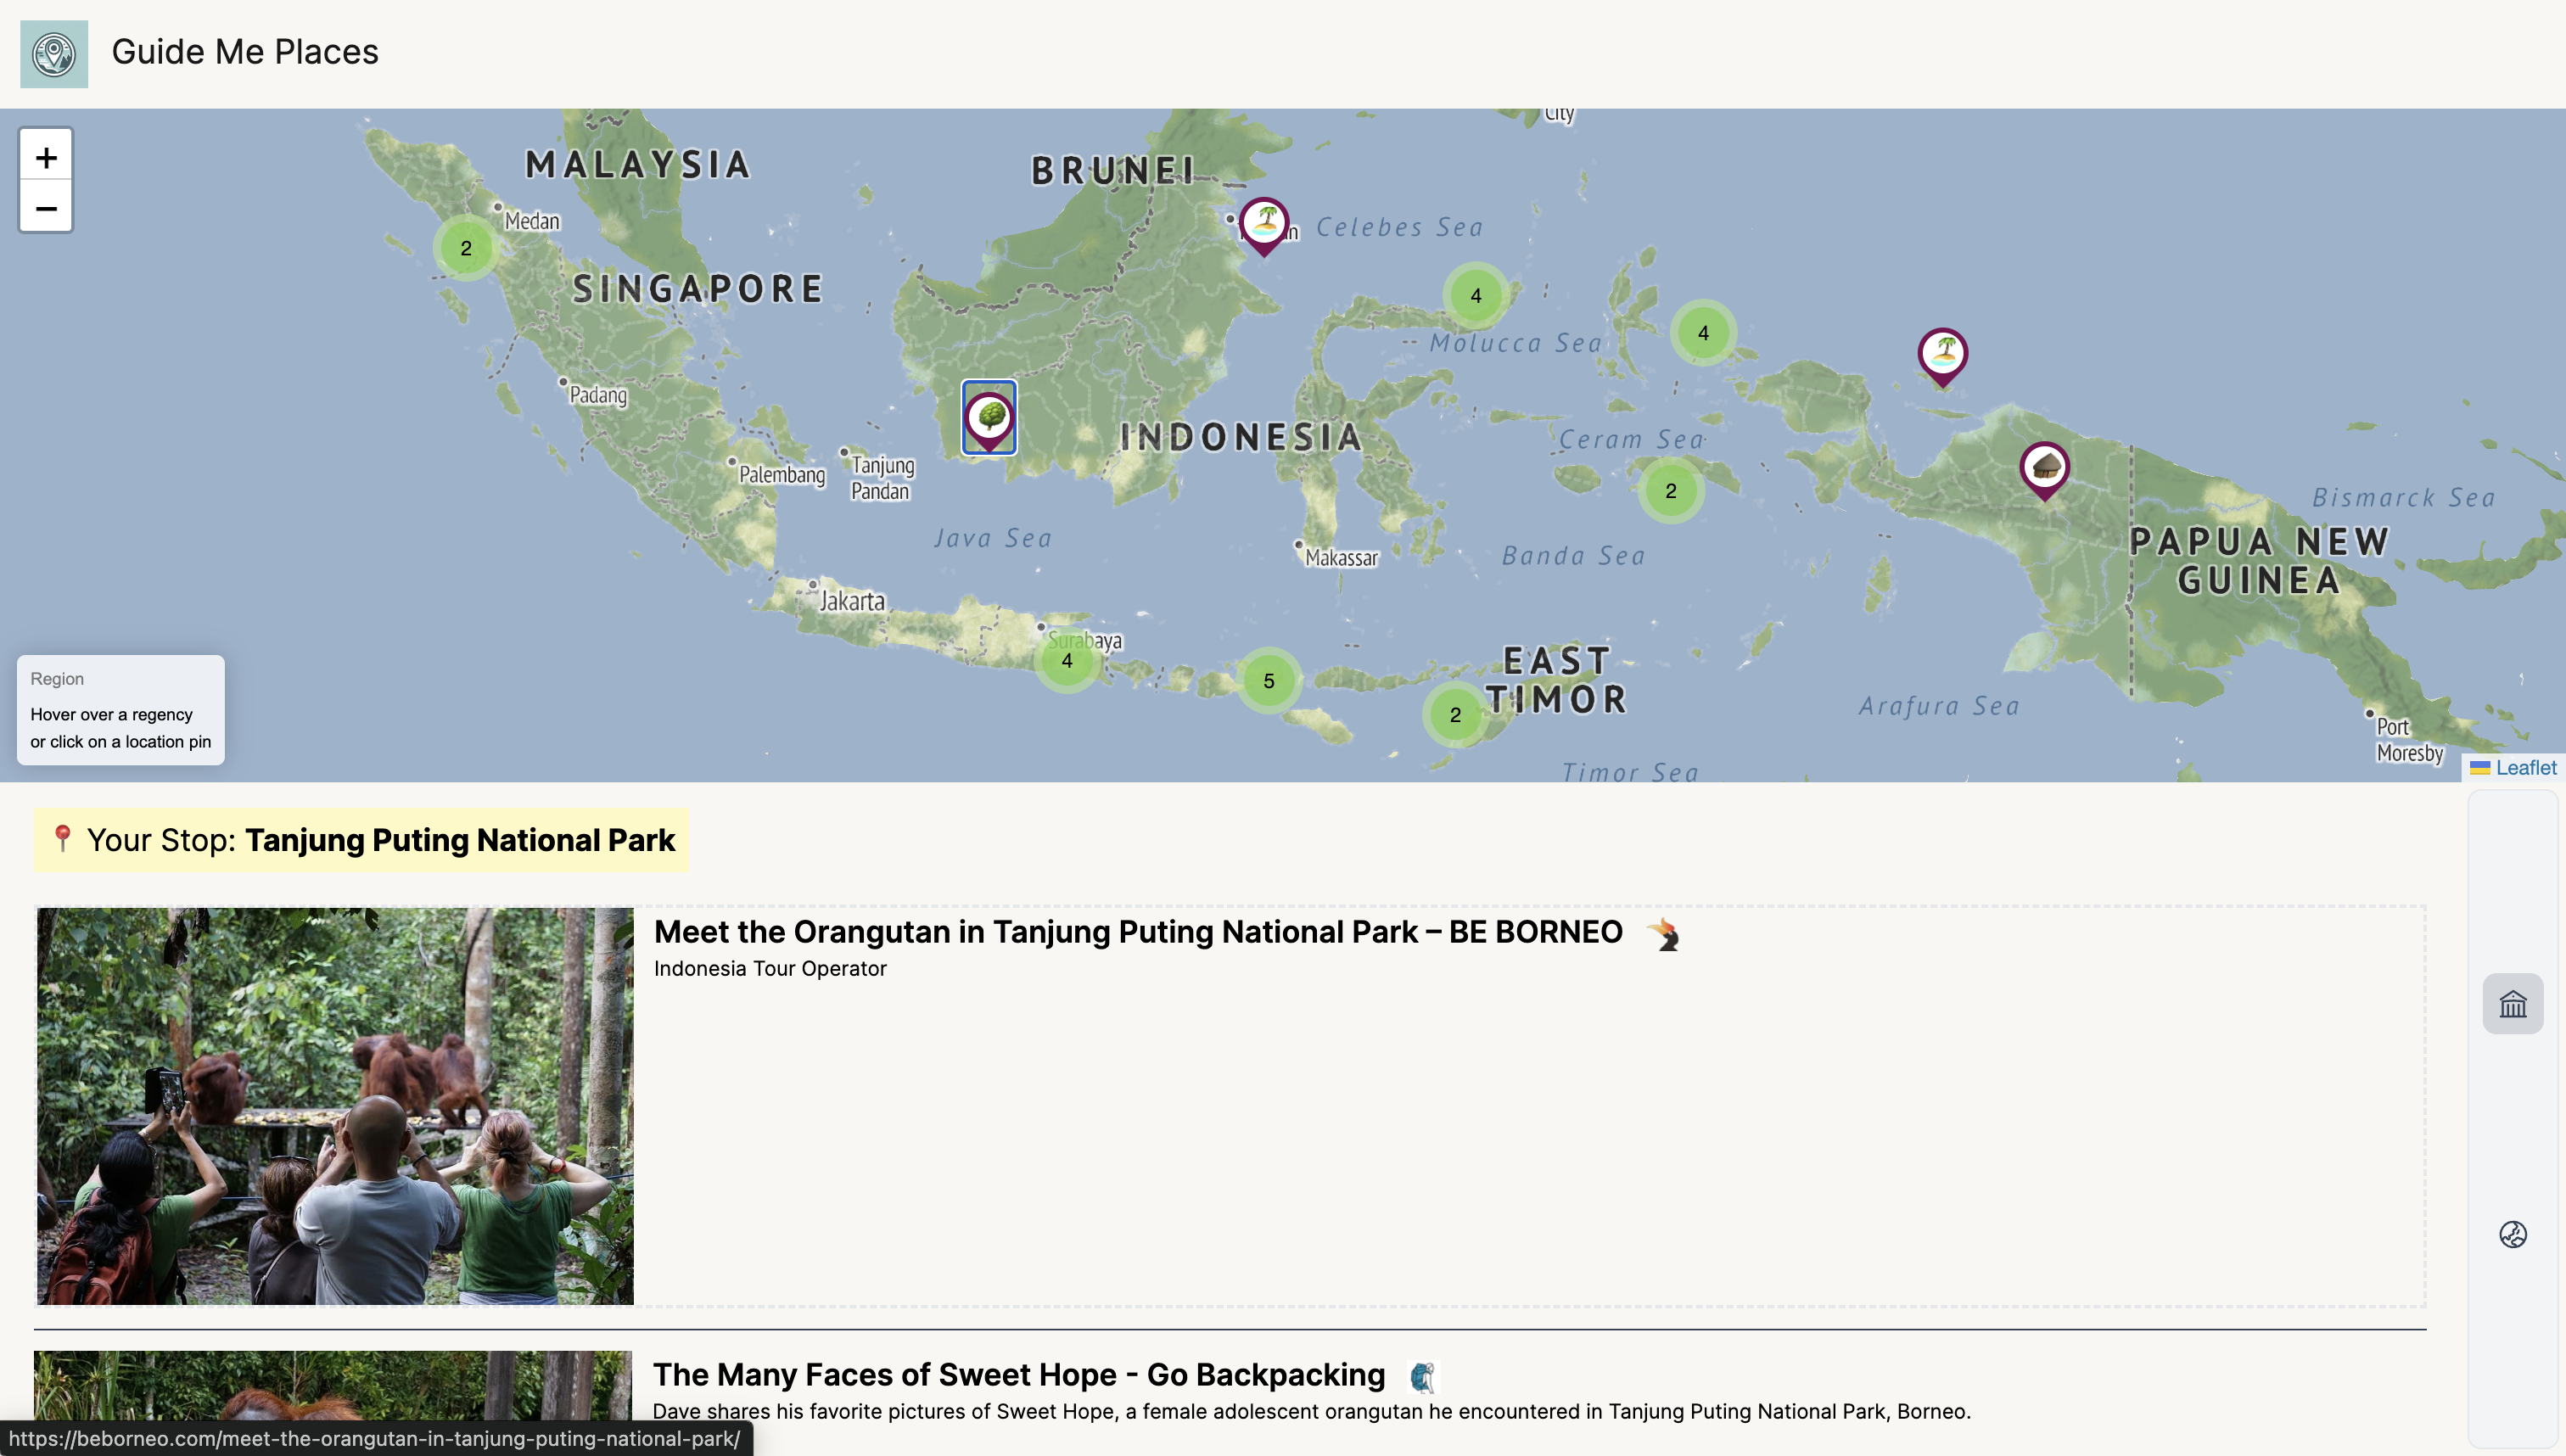 Guide Me Places
+
−
City
MALAYSIA
BRUNEI
Medan
Celebes Sea
2
SINGAPORE
4
4
Molucca Sea
Padang
INDONESIA
Ceram Sea
Palembang
Tanjung
Pandan
2
Bismarck Sea
Java Sea
Makassar
Banda Sea
PAPUA NEW
GUINEA
Jakarta
Surabaya
4
5
EAST
TIMOR
2
Arafura Sea
Port
Moresby
Timor Sea
Region
Hover over a regency
or click on a location pin
Leaflet
Your Stop: Tanjung Puting National Park
Meet the Orangutan in Tanjung Puting National Park – BE BORNEO
Indonesia Tour Operator
The Many Faces of Sweet Hope - Go Backpacking
Dave shares his favorite pictures of Sweet Hope, a female adolescent orangutan he encountered in Tanjung Puting National Park, Borneo.
https://beborneo.com/meet-the-orangutan-in-tanjung-puting-national-park/